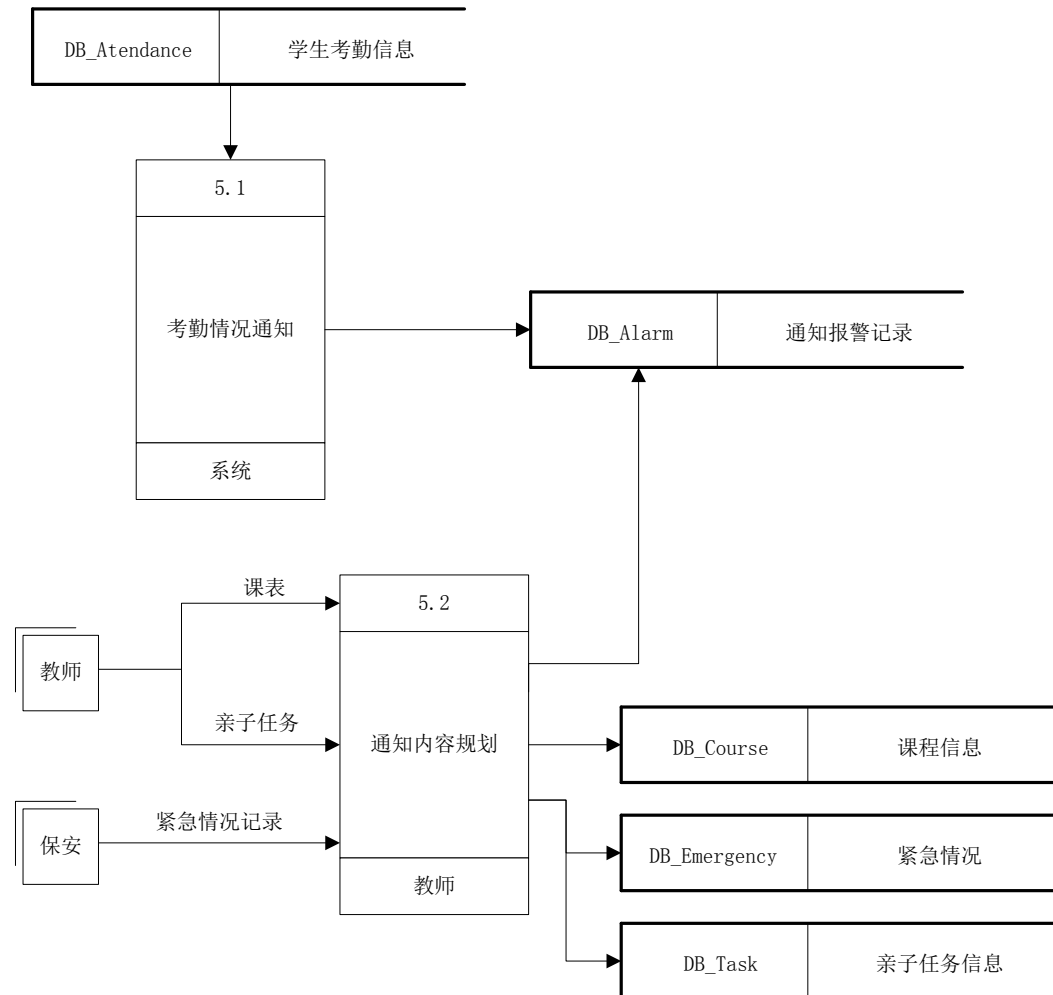 DB_Atendance 学生考勤信息
5.1
考勤情况通知
系统
DB_Alarm 通知报警记录
课表
5.2
教师
亲子任务
通知内容规划
DB_Course 课程信息
紧急情况记录
保安
DB_Emergency 紧急情况
教师
DB_Task 亲子任务信息